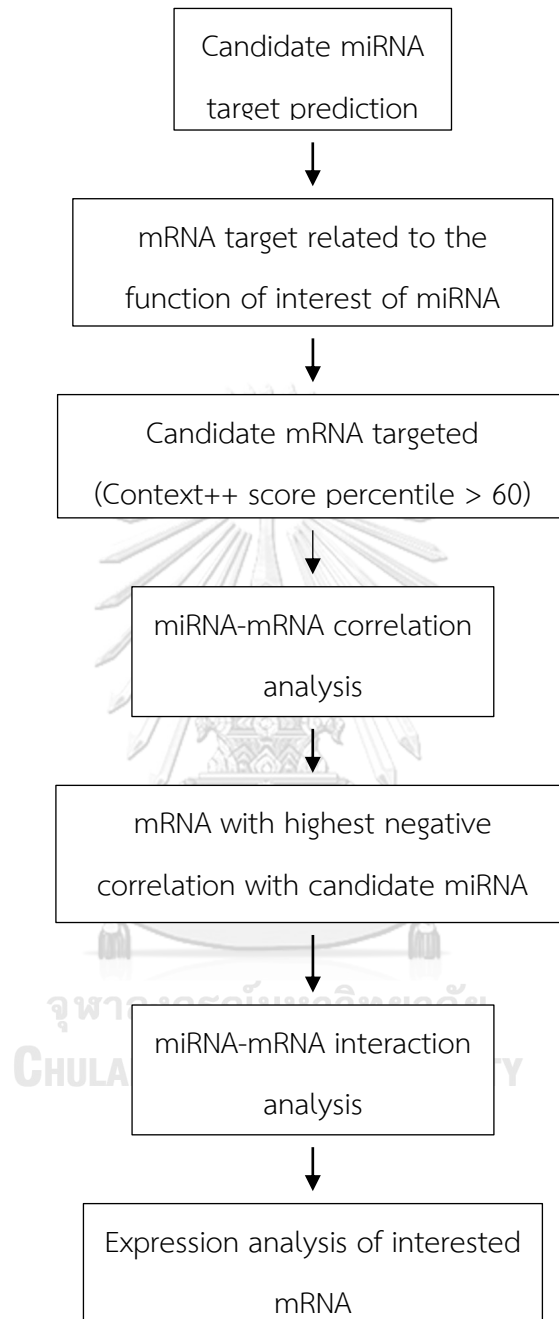 Candidate miRNA
target prediction
mRNA target related to the
function of interest of miRNA
Candidate mRNA targeted
(Context++ score percentile > 60)
miRNA-mRNA correlation
analysis
mRNA with highest negative
correlation with candidate miRNA
miRNA-mRNA interaction
analysis
CHULA TY
Expression analysis of interested
mRNA